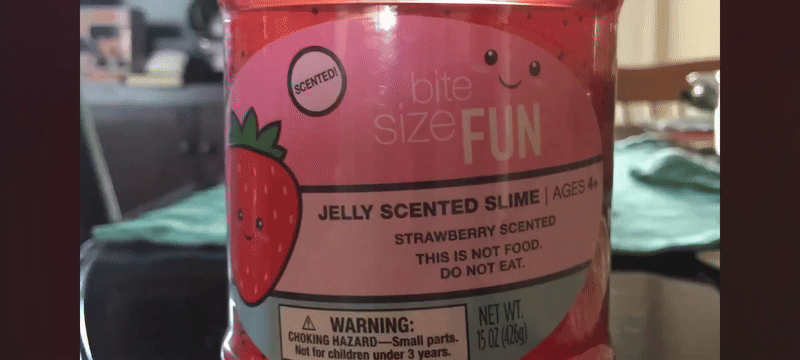 SCENTED!
bite
size FUN
JELLY SCENTED SLIME | AGES 4+
STRAWBERRY SCENTED
THIS IS NOT FOOD.
DO NOT EAT.
⚠ WARNING:
CHOKING HAZARD—Small parts.
Not for children under 3 years.
NET WT.
15 OZ (426g)